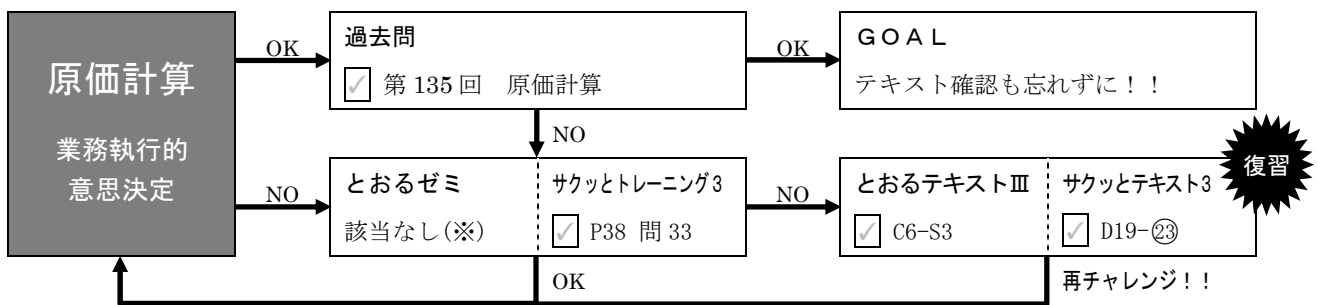 原価計算
業務執行的
意思決定
OK
過去問
✓ 第135回 原価計算
OK
GOAL
テキスト確認も忘れずに!!
NO
NO
とおるゼミ
該当なし(※)
サクッとトレーニング3
✓ P38 問33
NO
とおるテキストⅢ
✓ C6-S3
サクッとテキスト3
✓ D19-㉓
復習
OK
再チャレンジ!!